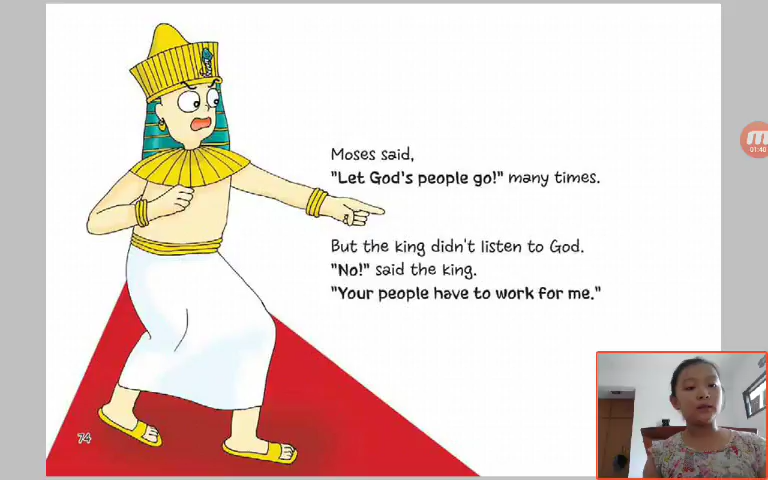 Moses said,
"Let God's people go!" many times.
But the king didn't listen to God.
"No!" said the king.
"Your people have to work for me."
74
01:40